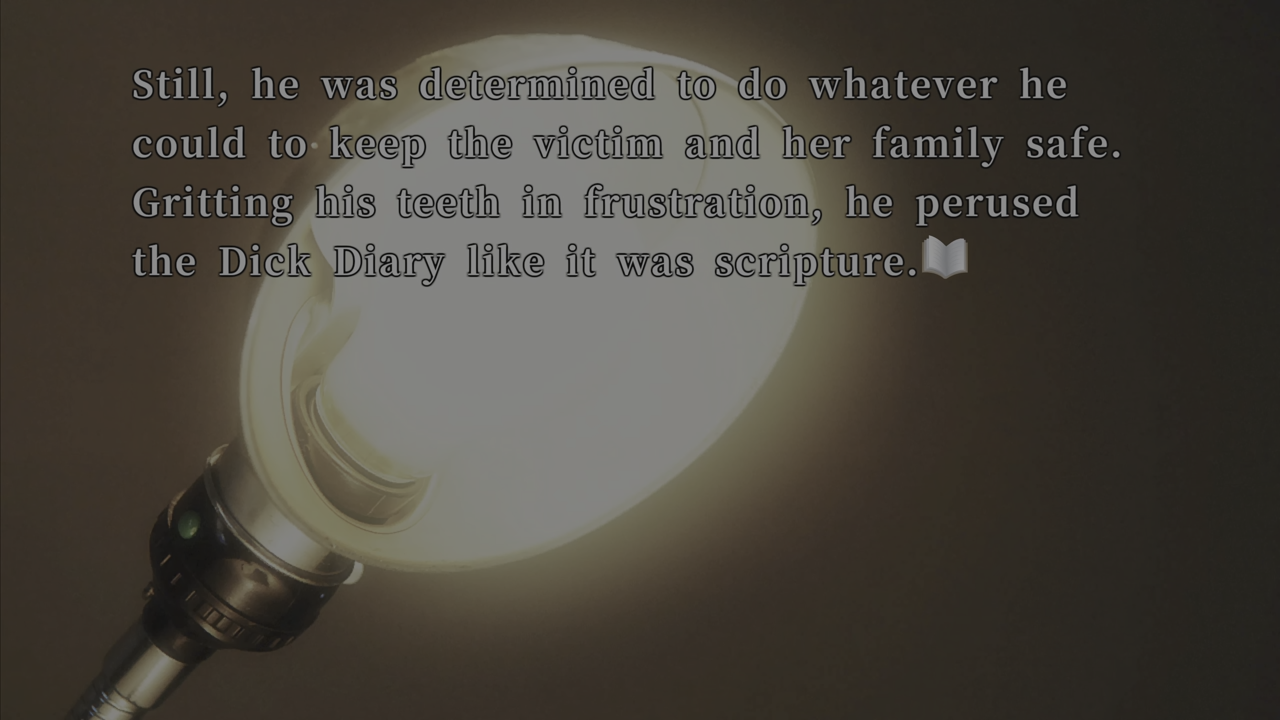 Still, he was determined to do whatever he
could to keep the victim and her family safe.
Gritting his teeth in frustration, he perused
the Dick Diary like it was scripture.